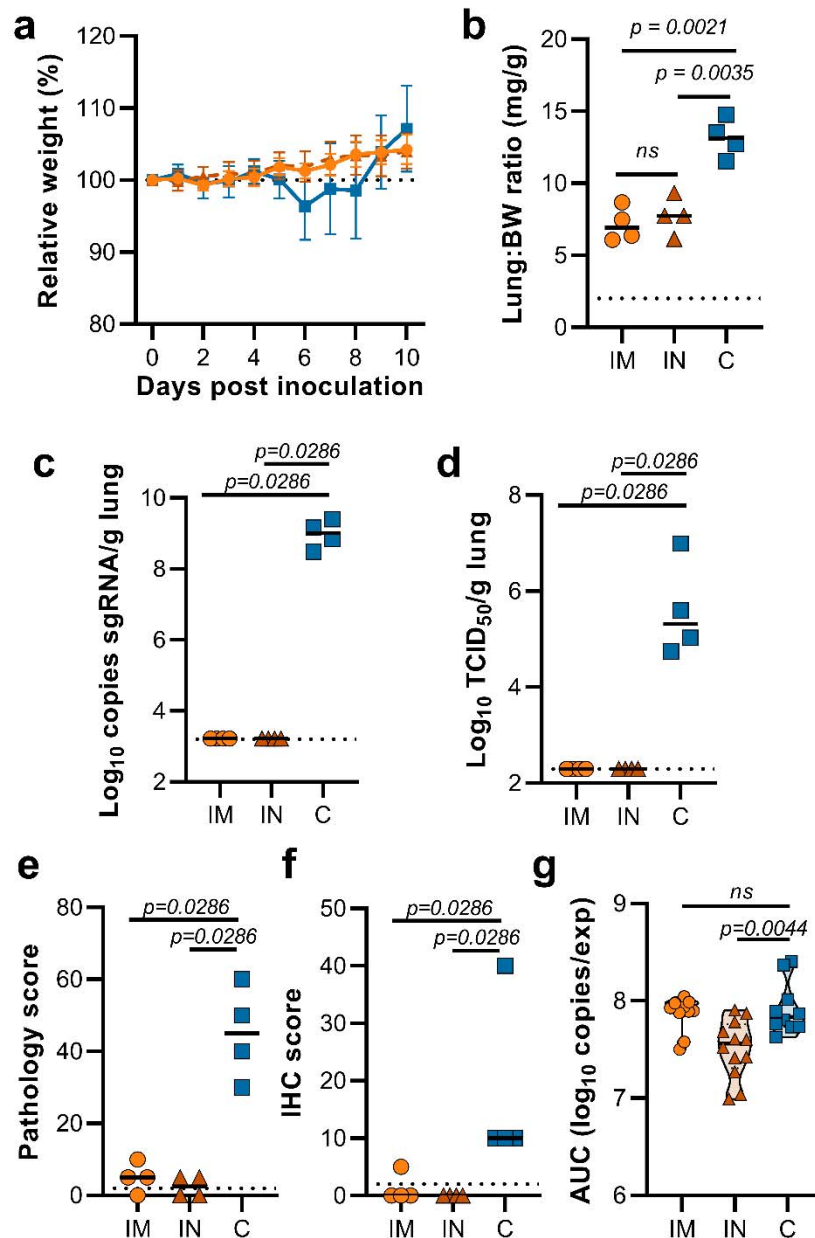 a
120
110
100
90
80
Relative weight (%)
0 2 4 6 8 10
Days post inoculation
b
p = 0.0021
p = 0.0035
ns
20
15
10
5
0
Lung:BW ratio (mg/g)
IM IN C
c
p=0.0286
p=0.0286
10
8
6
4
2
Log10 copies sgRNA/g lung
IM IN C
d
p=0.0286
p=0.0286
8
6
4
2
Log10 TCID50/g lung
IM IN C
e
p=0.0286
p=0.0286
80
60
40
20
0
Pathology score
IM IN C
f
p=0.0286
p=0.0286
50
40
30
20
10
0
IHC score
IM IN C
g
ns
p=0.0044
9
8
7
6
AUC (log10 copies/exp)
IM IN C